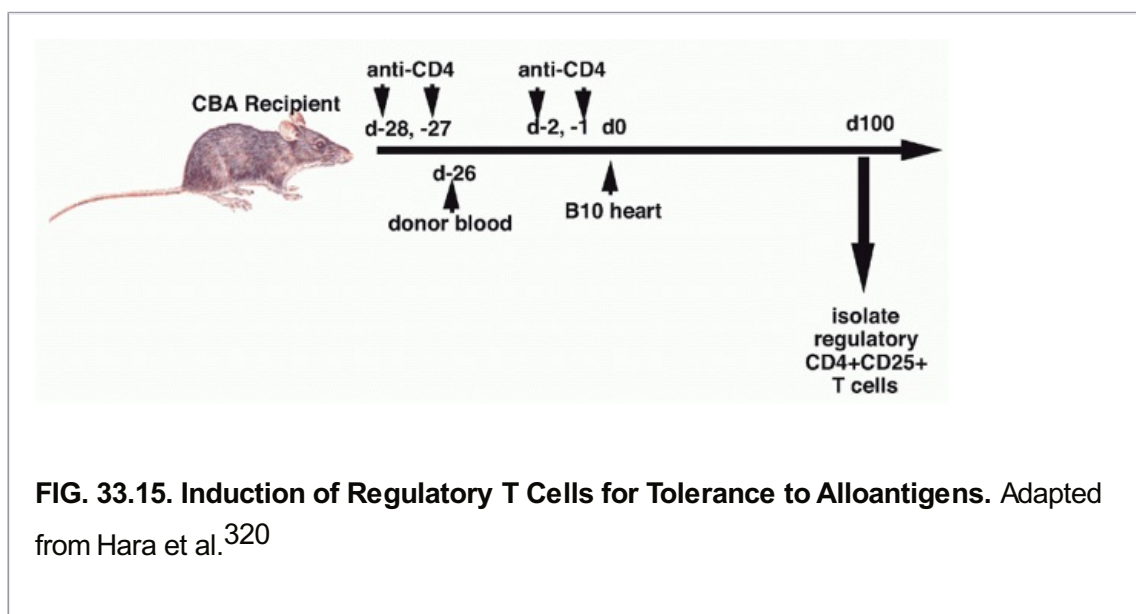 anti-CD4 anti-CD4
CBA Recipient
d-28, -27 d-2, -1 d0 d100
d-26
donor blood B10 heart
isolate
regulatory
CD4+CD25+
T cells
FIG. 33.15. Induction of Regulatory T Cells for Tolerance to Alloantigens. Adapted
from Hara et al.320